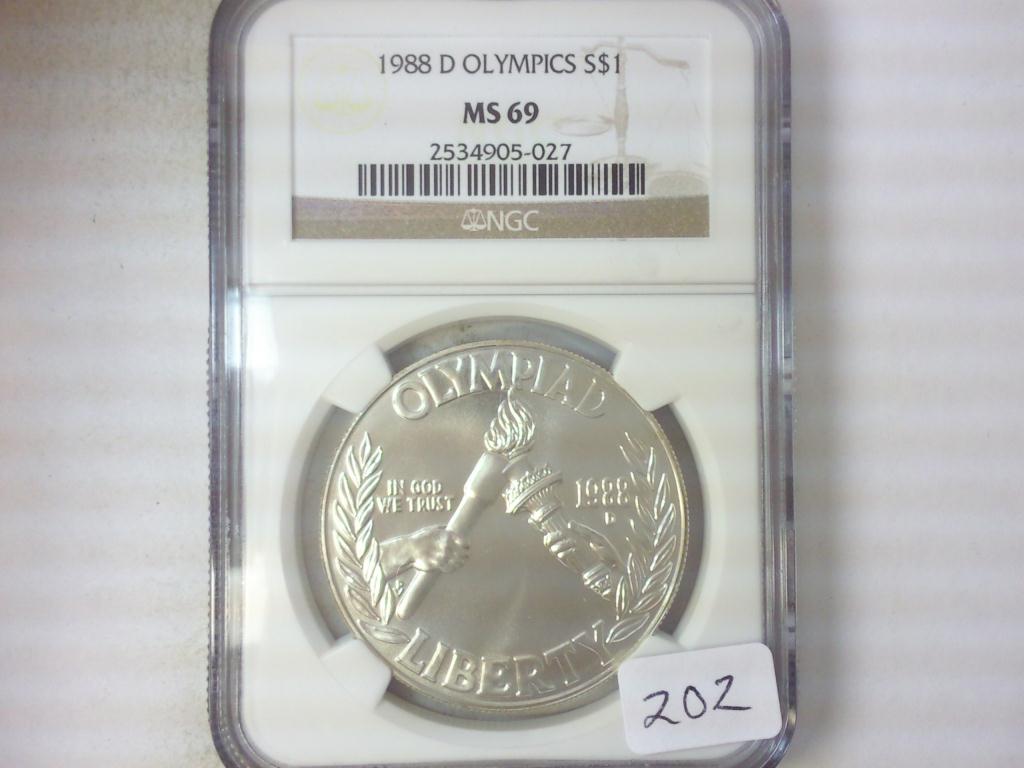 1988 D OLYMPICS S$1
MS 69
2534905-027
NGC
OLYMPIAD
IN GOD
WE TRUST
1988
D
LIBERTY
202